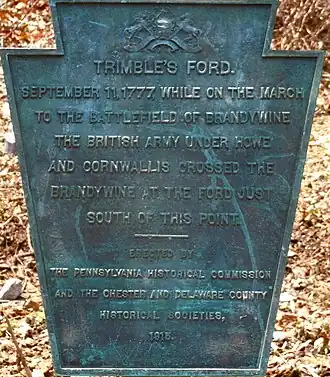 TRIMBLE'S FORD.
SEPTEMBER 11, 1777 WHILE ON THE MARCH
TO THE BATTLEFIELD OF BRANDYWINE
THE BRITISH ARMY UNDER HOWE
AND CORNWALLIS CROSSED THE
BRANDYWINE AT THE FORD JUST
SOUTH OF THIS POINT.
ERECTED BY
THE PENNSYLVANIA HISTORICAL COMMISSION
AND THE CHESTER AND DELAWARE COUNTY
HISTORICAL SOCIETIES,
1915.